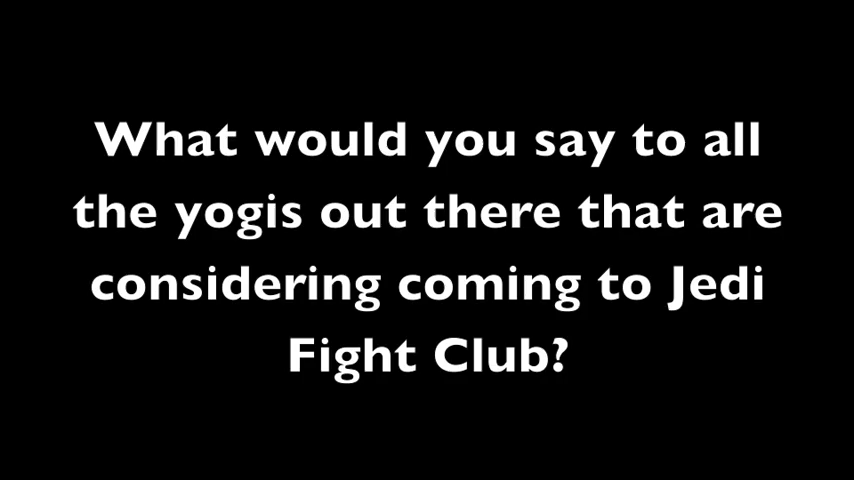 What would you say to all
the yogis out there that are
considering coming to Jedi
Fight Club?